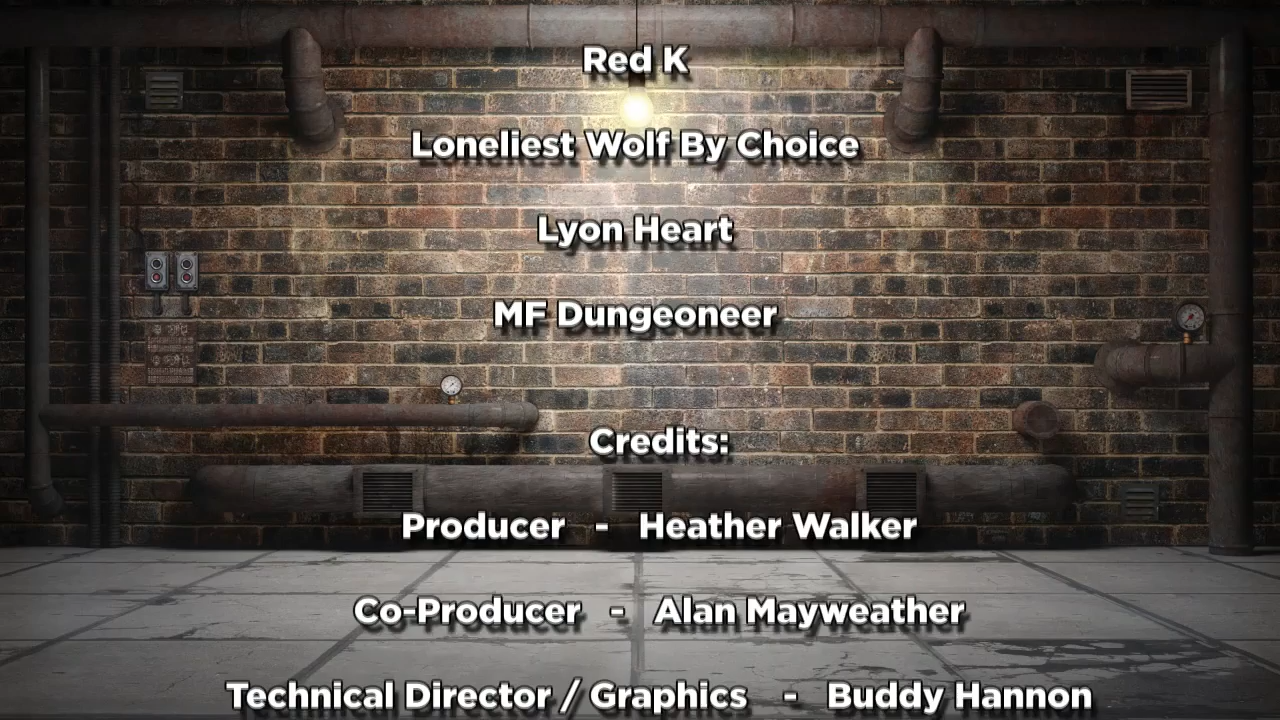 Red K
Loneliest Wolf By Choice
Lyon Heart
MF Dungeoneer
Credits:
Producer - Heather Walker
Co-Producer - Alan Mayweather
Technical Director / Graphics - Buddy Hannon